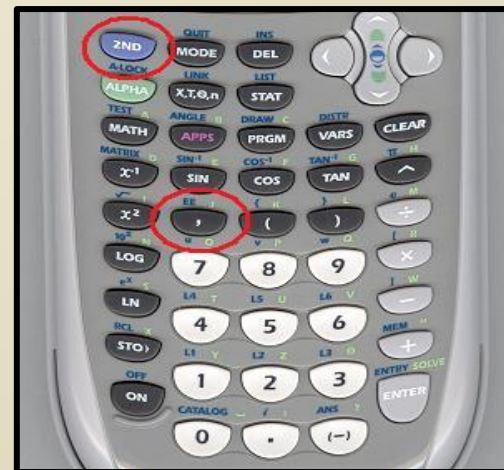 QUIT INS
2ND MODE DEL
A-LOCK LINK LIST
ALPHA X,T,Θ,n STAT
TEST A ANGLE B DRAW C DISTR
MATH APPS PRGM VARS CLEAR
MATRIX D SIN⁻¹ E COS⁻¹ F TAN⁻¹ G π H
x⁻¹ SIN COS TAN ^
√ I EE J { K } L e M
x² , ( ) ÷
10ˣ N u O v P w Q [ R
LOG 7 8 9 ×
eˣ S L4 T L5 U L6 V ] W
LN 4 5 6 −
RCL X L1 Y L2 Z L3 θ MEM "
STO› 1 2 3 +
OFF CATALOG i : ANS ? ENTRY SOLVE
ON 0 . (−) ENTER